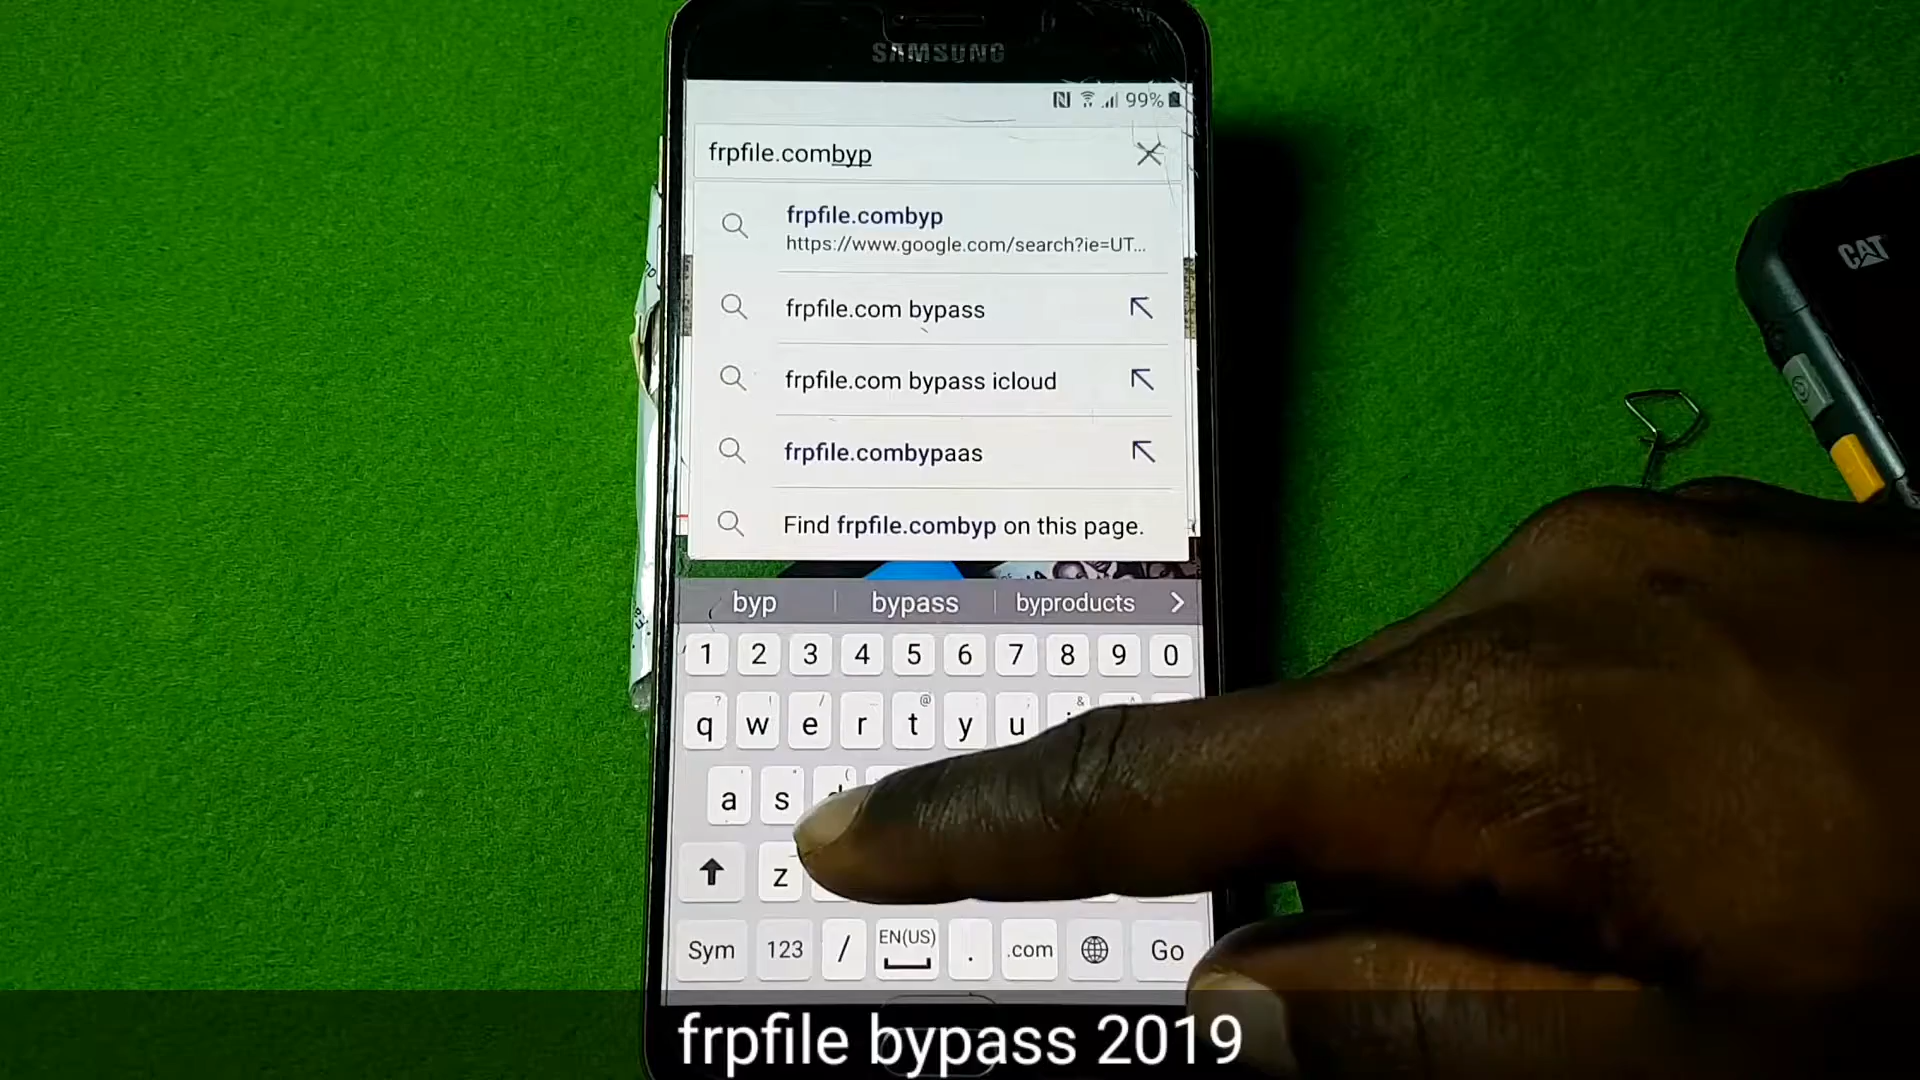 SAMSUNG
99%
frpfile.combyp
frpfile.combyp
https://www.google.com/search?ie=UT...
frpfile.com bypass
frpfile.com bypass icloud
frpfile.combypaas
Find frpfile.combyp on this page.
byp bypass byproducts
1 2 3 4 5 6 7 8 9 0
q w e r t y u
a s
z
Sym 123 / EN(US) . .com Go
CAT
frpfile bypass 2019